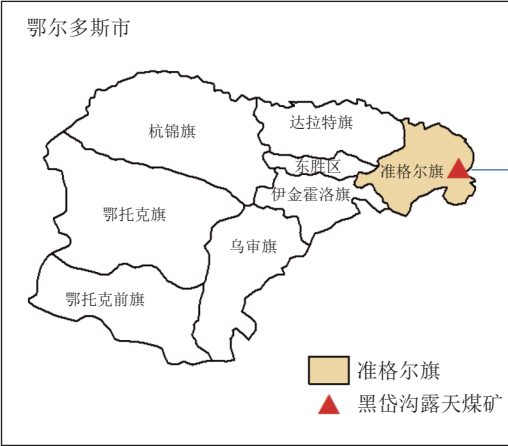 鄂尔多斯市
达拉特旗
杭锦旗
东胜区
准格尔旗
伊金霍洛旗
鄂托克旗
乌审旗
鄂托克前旗
准格尔旗
黑岱沟露天煤矿